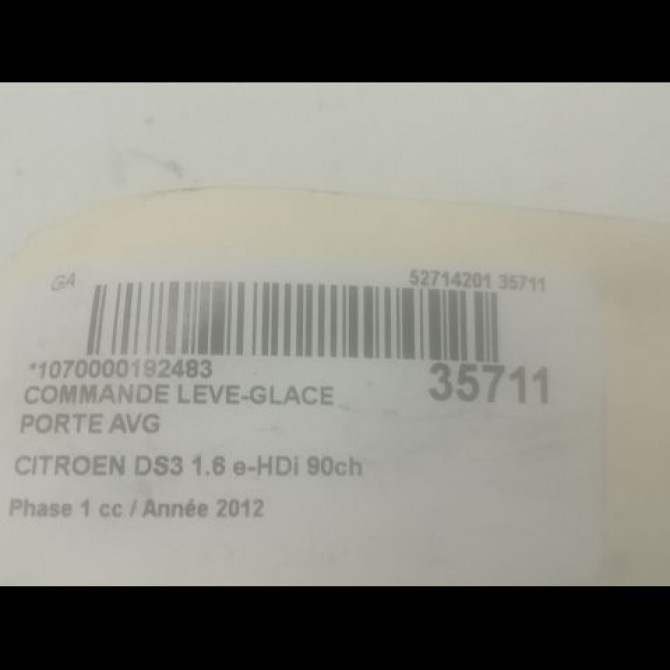 GA 52714201 35711
*1070000192483
COMMANDE LEVE-GLACE 35711
PORTE AVG
CITROEN DS3 1.6 e-HDi 90ch
Phase 1 cc / Année 2012